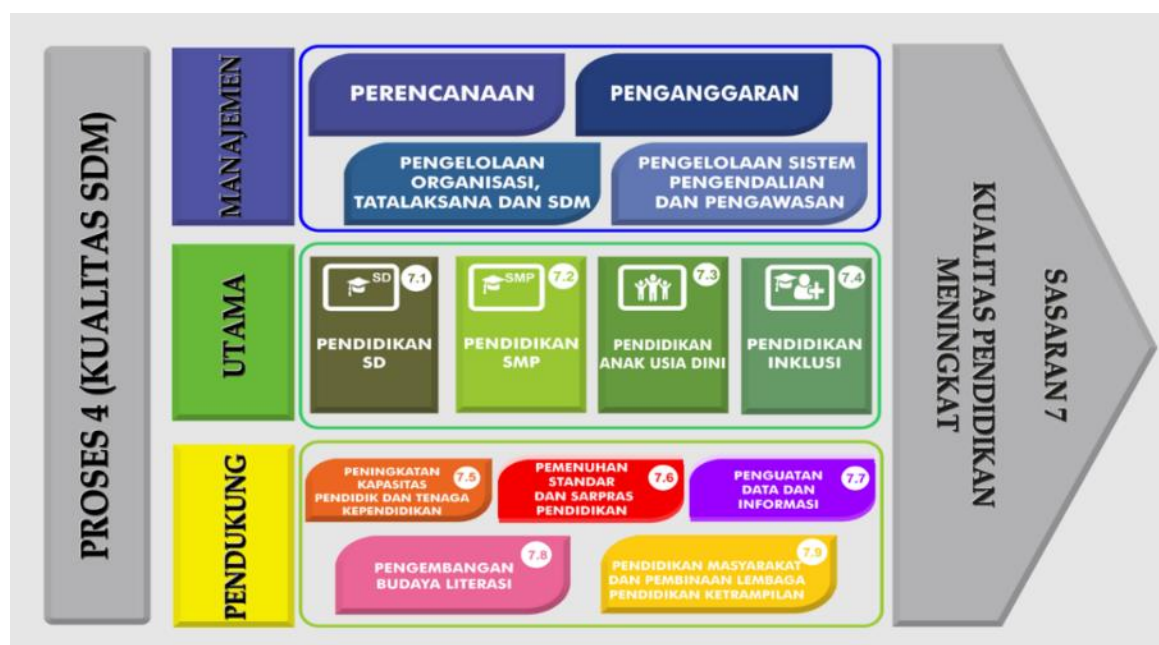 PROSES 4 (KUALITAS SDM)
MANAJEMEN
PERENCANAAN
PENGANGGARAN
PENGELOLAAN
ORGANISASI,
TATALAKSANA DAN SDM
PENGELOLAAN SISTEM
PENGENDALIAN
DAN PENGAWASAN
UTAMA
SD
7.1
PENDIDIKAN
SD
SMP
7.2
PENDIDIKAN
SMP
7.3
PENDIDIKAN
ANAK USIA DINI
7.4
PENDIDIKAN
INKLUSI
PENDUKUNG
PENINGKATAN
KAPASITAS
PENDIDIK DAN TENAGA
KEPENDIDIKAN
7.5
PEMENUHAN
STANDAR
DAN SARPRAS
PENDIDIKAN
7.6
PENGUATAN
DATA DAN
INFORMASI
7.7
PENGEMBANGAN
BUDAYA LITERASI
7.8
PENDIDIKAN MASYARAKAT
DAN PEMBINAAN LEMBAGA
PENDIDIKAN KETRAMPILAN
7.9
SASARAN 7
KUALITAS PENDIDIKAN
MENINGKAT